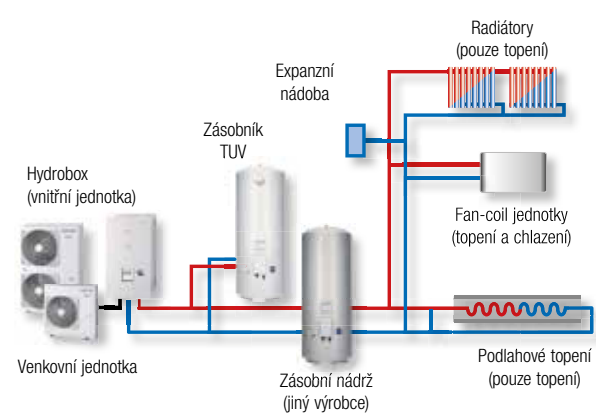 Radiátory
(pouze topení)
Expanzní
nádoba
Zásobník
TUV
Hydrobox
(vnitřní jednotka)
Fan-coil jednotky
(topení a chlazení)
Venkovní jednotka
Zásobní nádrž
(jiný výrobce)
Podlahové topení
(pouze topení)